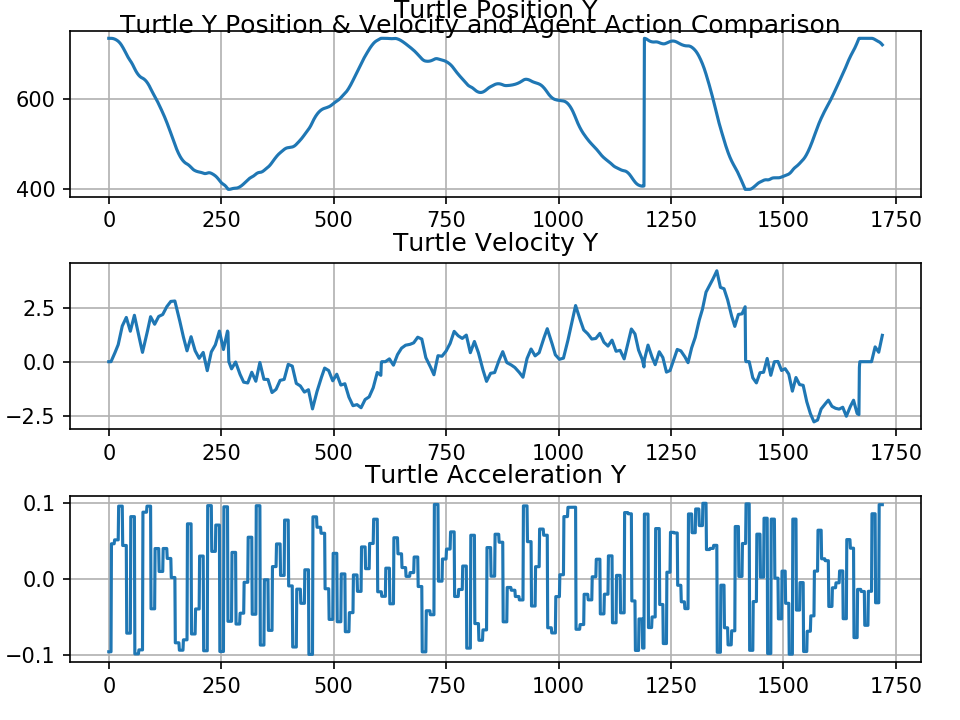 Turtle Position Y
Turtle Y Position & Velocity and Agent Action Comparison
600
400
0 250 500 750 1000 1250 1500 1750
Turtle Velocity Y
2.5
0.0
−2.5
0 250 500 750 1000 1250 1500 1750
Turtle Acceleration Y
0.1
0.0
−0.1
0 250 500 750 1000 1250 1500 1750